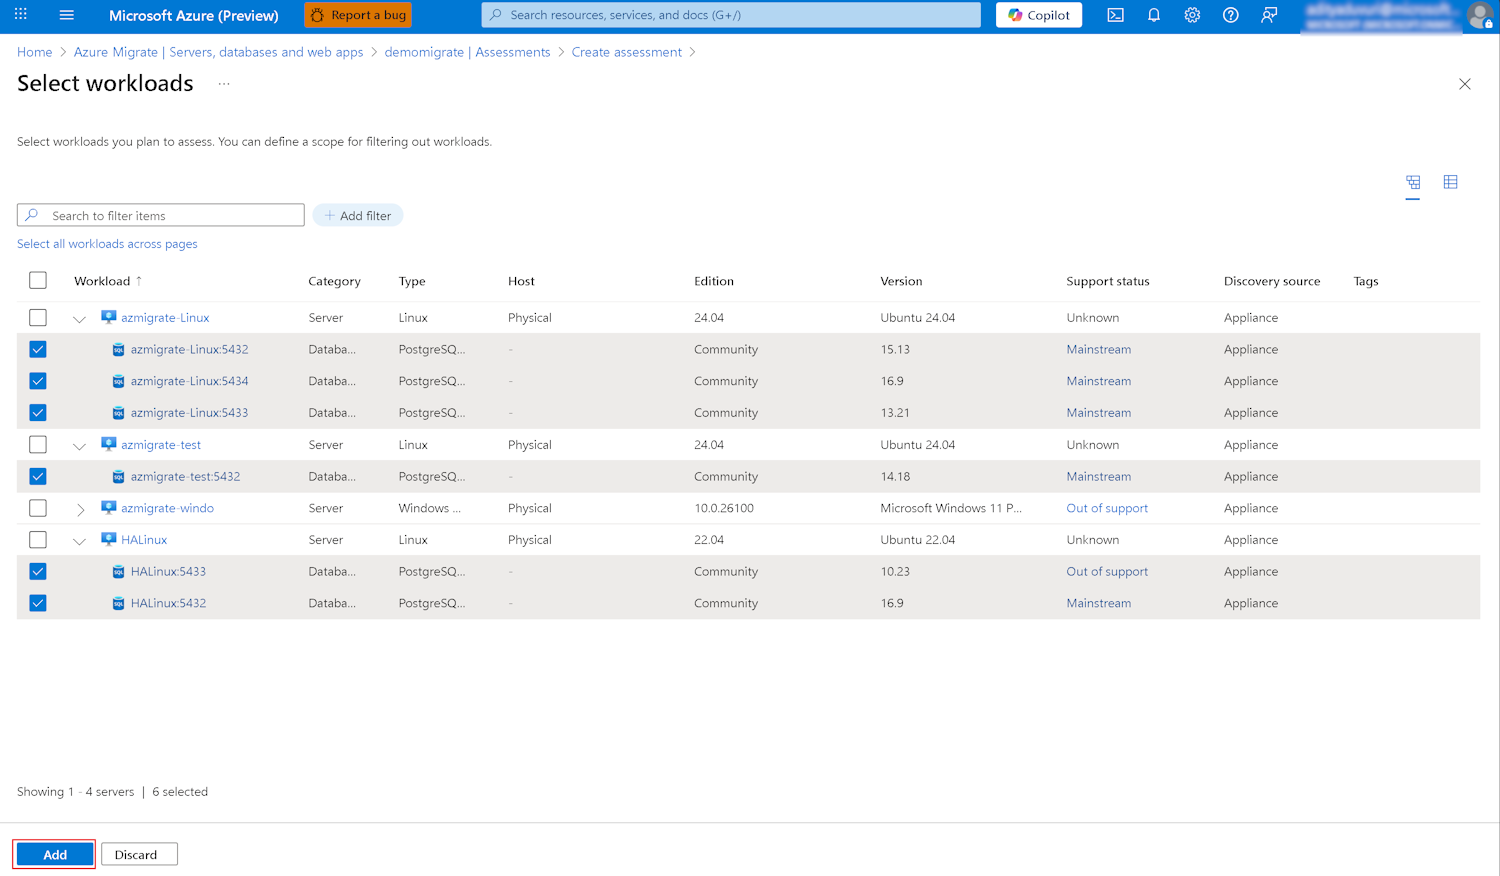 Microsoft Azure (Preview) Report a bug Search resources, services, and docs (G+/) Copilot
Home > Azure Migrate | Servers, databases and web apps > demomigrate | Assessments > Create assessment >
Select workloads ...
Select workloads you plan to assess. You can define a scope for filtering out workloads.
Search to filter items + Add filter
Select all workloads across pages
Workload ↑ Category Type Host Edition Version Support status Discovery source Tags
azmigrate-Linux Server Linux Physical 24.04 Ubuntu 24.04 Unknown Appliance
SQL azmigrate-Linux:5432 Databa... PostgreSQ... - Community 15.13 Mainstream Appliance
SQL azmigrate-Linux:5434 Databa... PostgreSQ... - Community 16.9 Mainstream Appliance
SQL azmigrate-Linux:5433 Databa... PostgreSQ... - Community 13.21 Mainstream Appliance
azmigrate-test Server Linux Physical 24.04 Ubuntu 24.04 Unknown Appliance
SQL azmigrate-test:5432 Databa... PostgreSQ... - Community 14.18 Mainstream Appliance
azmigrate-windo Server Windows ... Physical 10.0.26100 Microsoft Windows 11 P... Out of support Appliance
HALinux Server Linux Physical 22.04 Ubuntu 22.04 Unknown Appliance
SQL HALinux:5433 Databa... PostgreSQ... - Community 10.23 Out of support Appliance
SQL HALinux:5432 Databa... PostgreSQ... - Community 16.9 Mainstream Appliance
Showing 1 - 4 servers | 6 selected
Add Discard